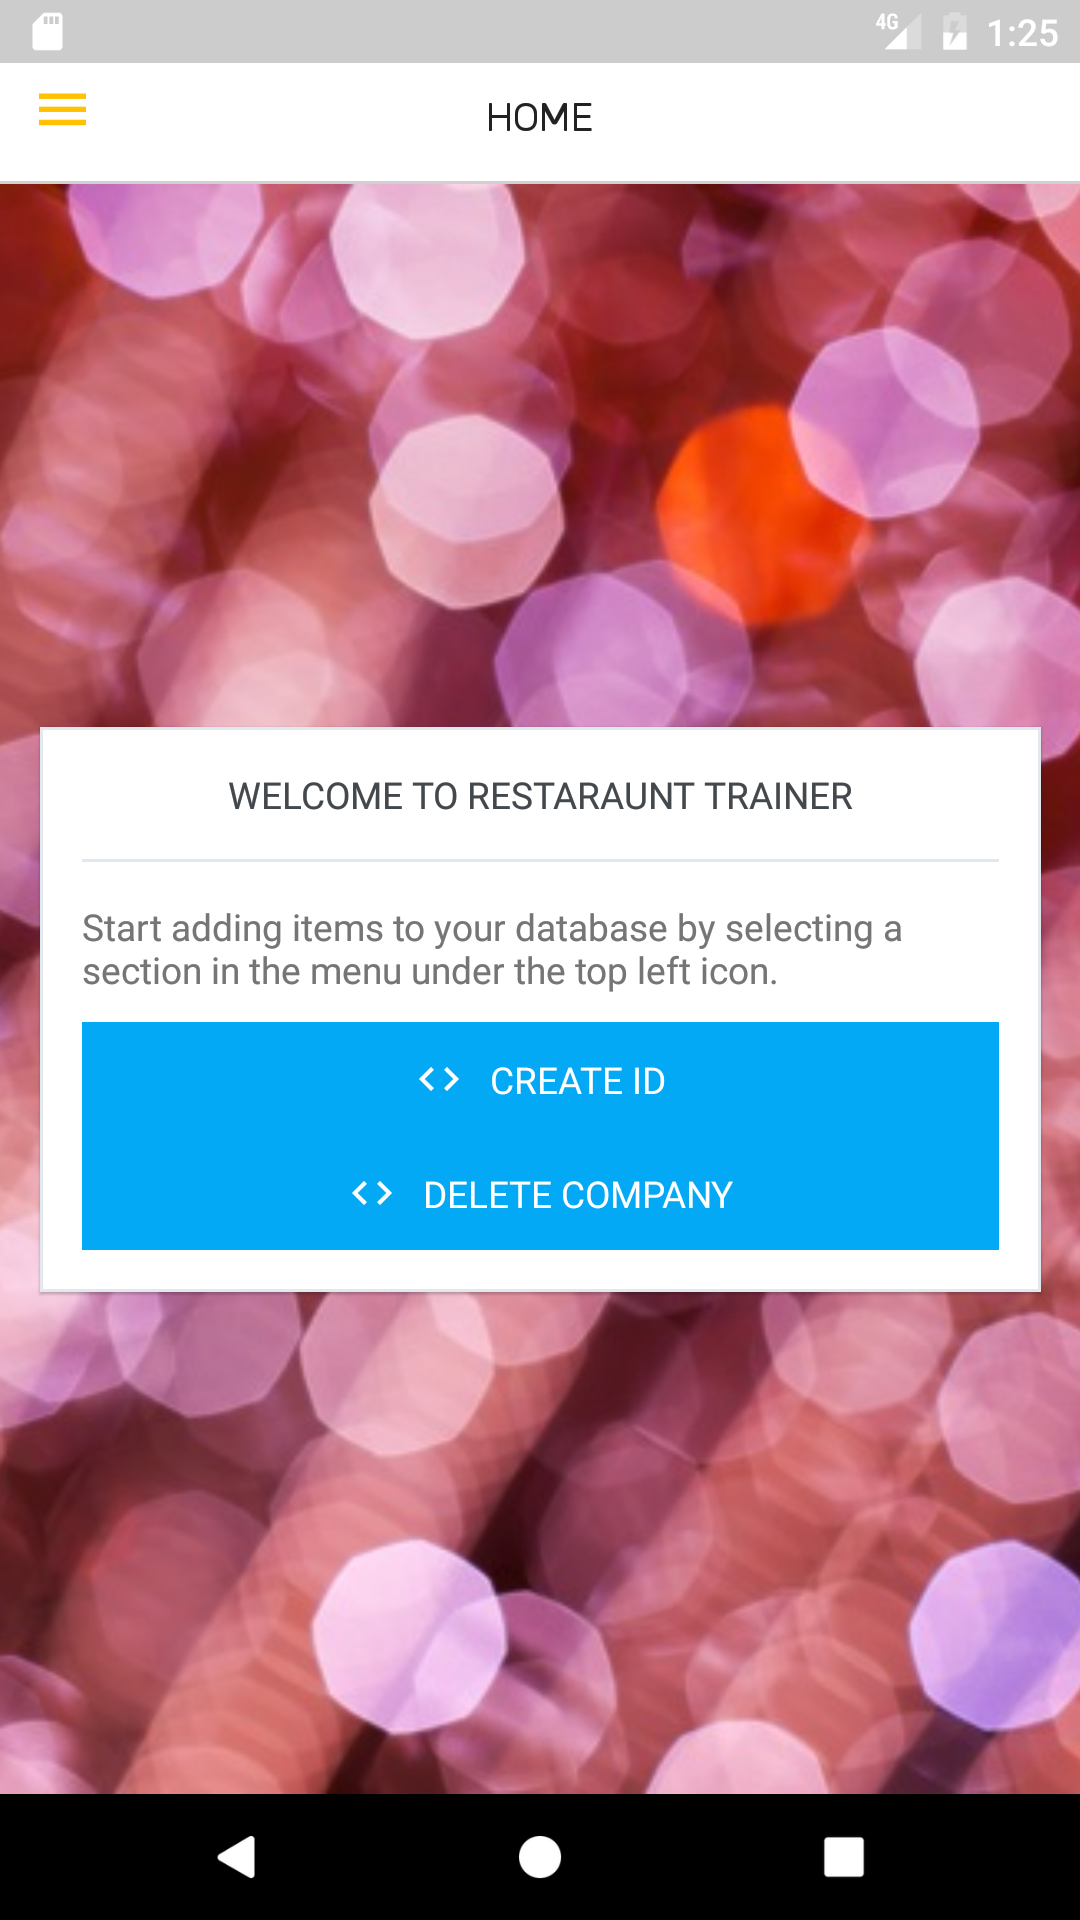 4G 1:25
HOME
WELCOME TO RESTARAUNT TRAINER
Start adding items to your database by selecting a
section in the menu under the top left icon.
CREATE ID
DELETE COMPANY